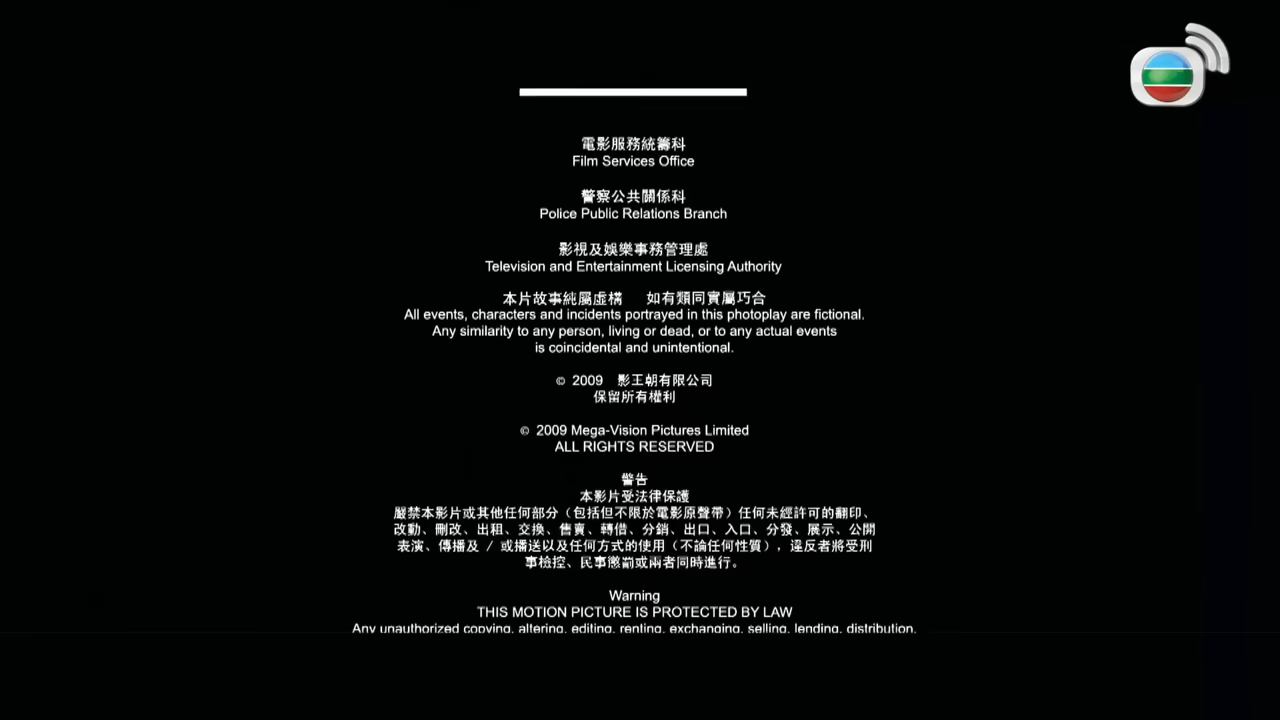 電影服務統籌科
Film Services Office
警察公共關係科
Police Public Relations Branch
影視及娛樂事務管理處
Television and Entertainment Licensing Authority
本片故事純屬虛構 如有類同實屬巧合
All events, characters and incidents portrayed in this photoplay are fictional.
Any similarity to any person, living or dead, or to any actual events
is coincidental and unintentional.
© 2009 影王朝有限公司
保留所有權利
© 2009 Mega-Vision Pictures Limited
ALL RIGHTS RESERVED
警告
本影片受法律保護
嚴禁本影片或其他任何部分（包括但不限於電影原聲帶）任何未經許可的翻印、
改動、刪改、出租、交換、售賣、轉借、分銷、出口、入口、分發、展示、公開
表演、傳播及 / 或播送以及任何方式的使用（不論任何性質），違反者將受刑
事檢控、民事懲罰或兩者同時進行。
Warning
THIS MOTION PICTURE IS PROTECTED BY LAW
Any unauthorized copying, altering, editing, renting, exchanging, selling, lending, distribution,